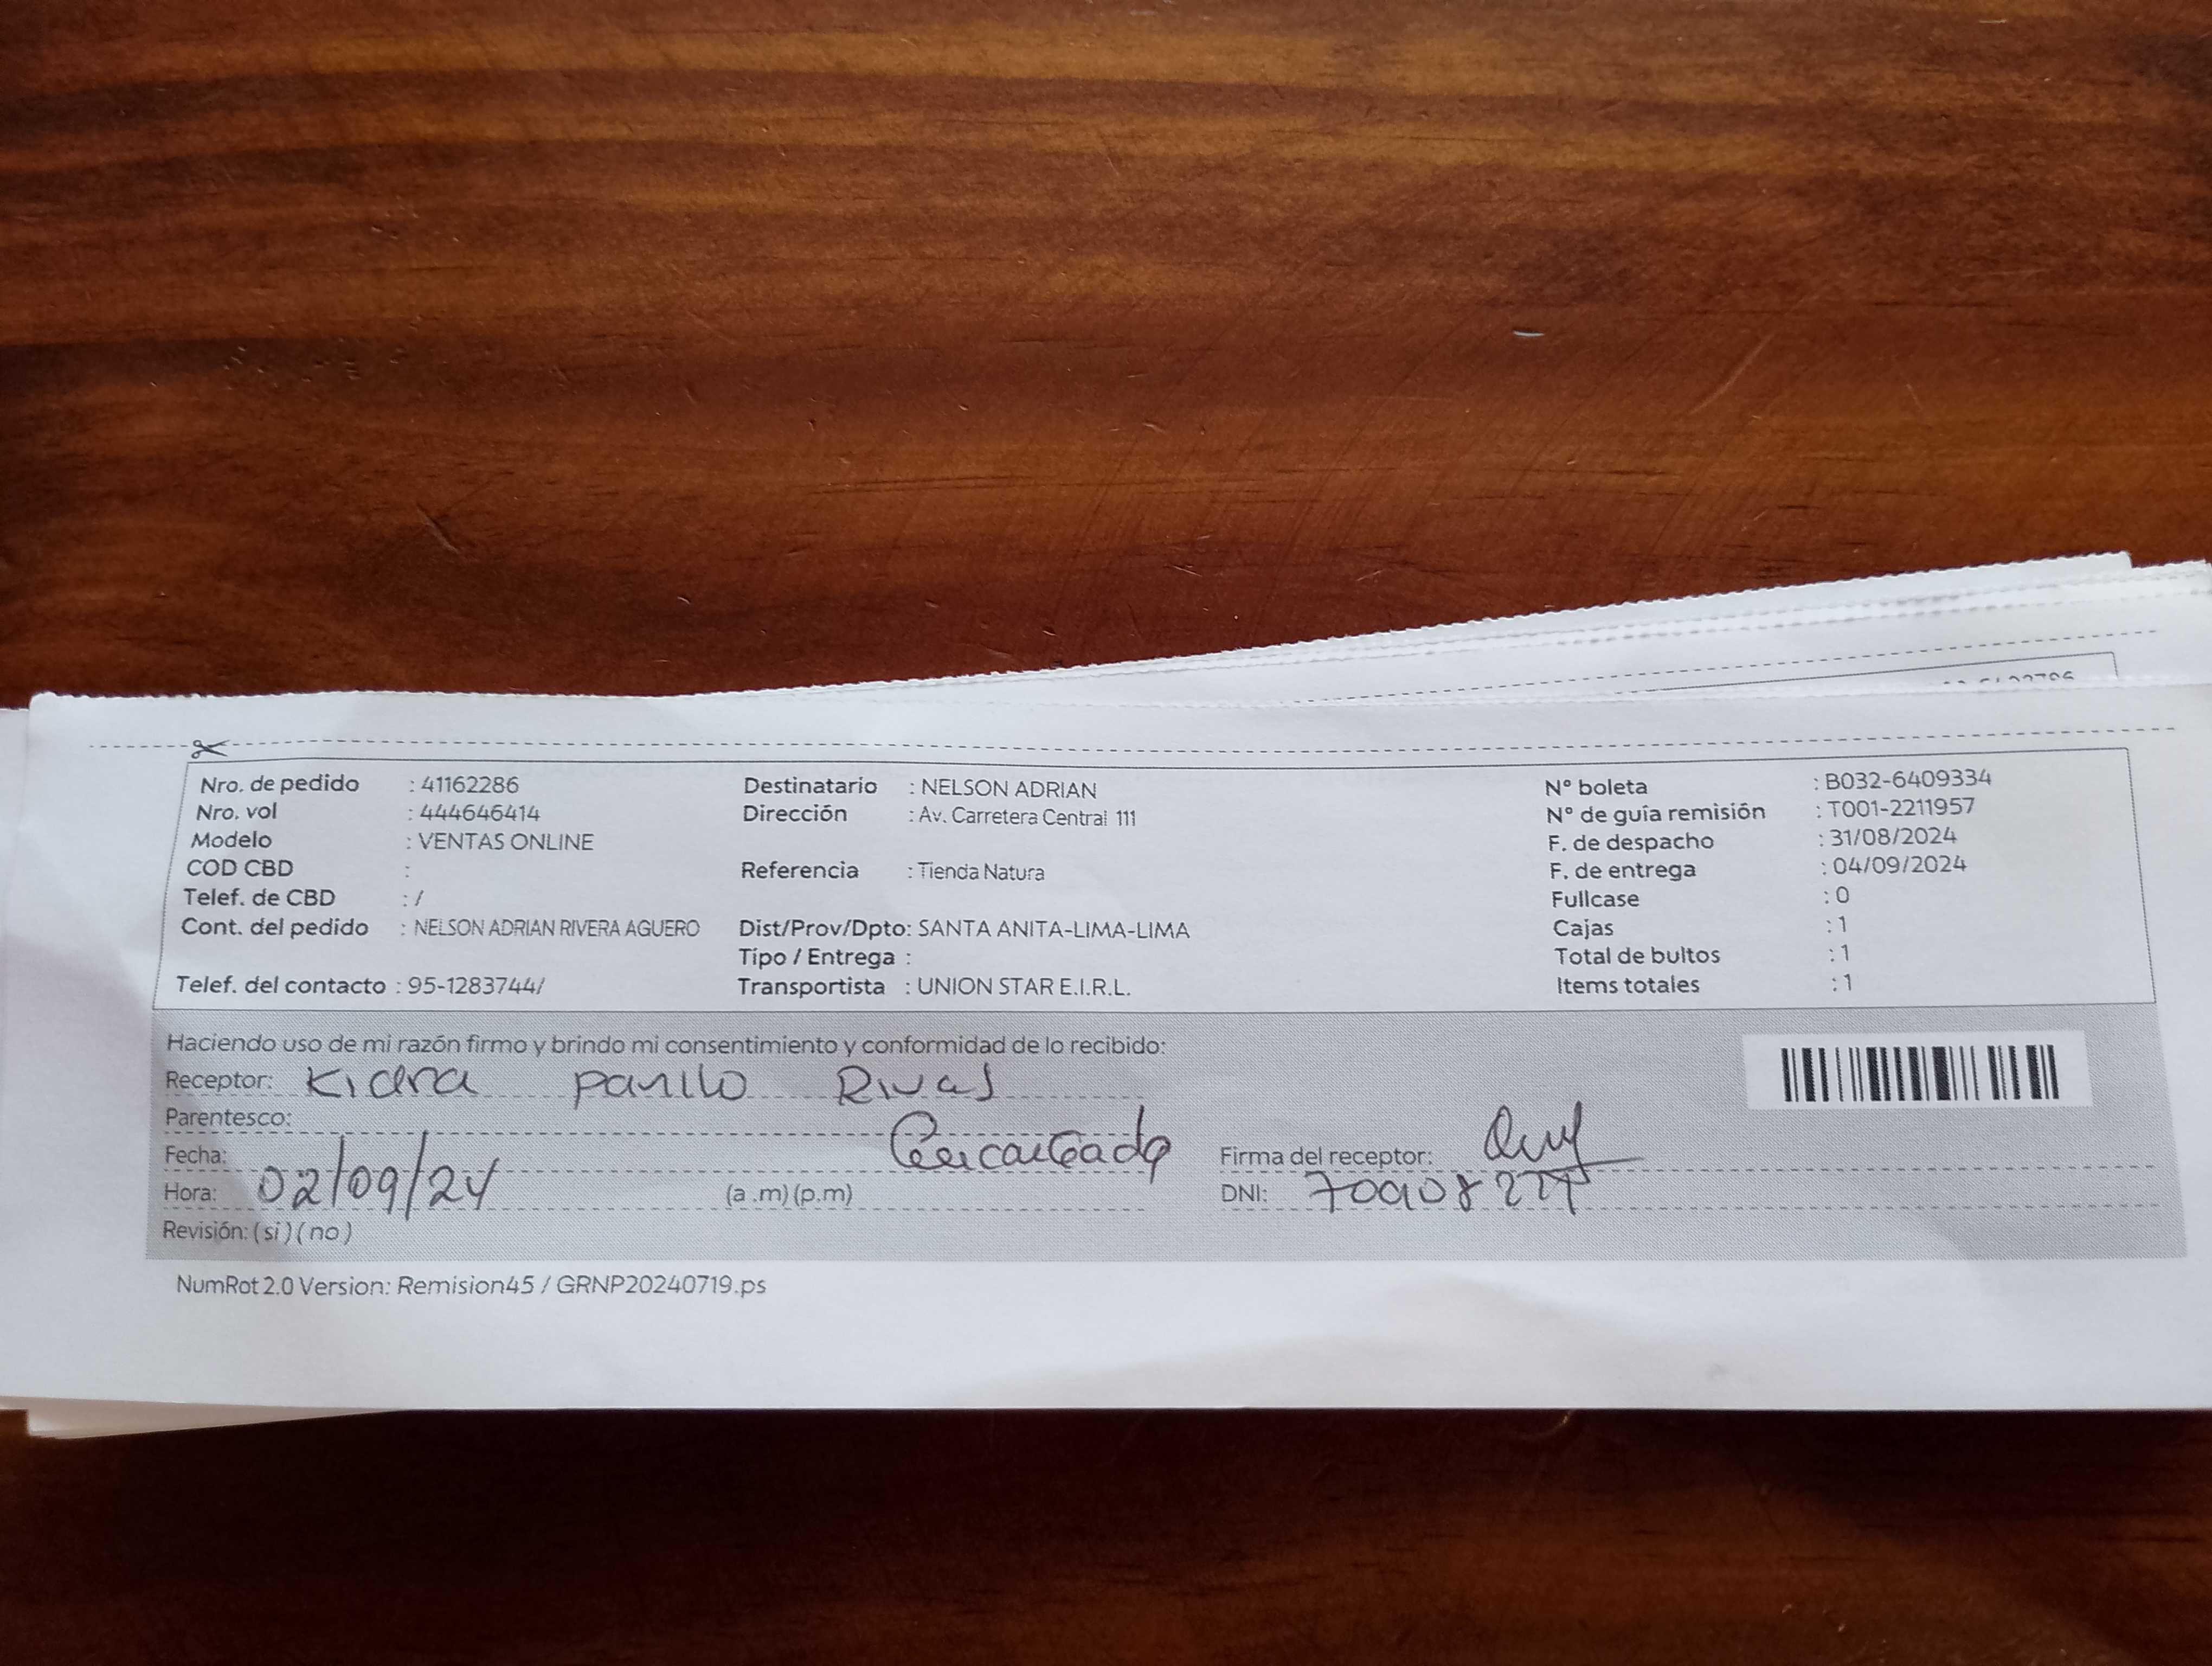 Nro. de pedido : 41162286
Nro. vol : 444646414
Modelo : VENTAS ONLINE
COD CBD :
Telef. de CBD : /
Cont. del pedido : NELSON ADRIAN RIVERA AGUERO
Telef. del contacto : 95-1283744/
Destinatario : NELSON ADRIAN
Dirección : Av. Carretera Central 111
Referencia : Tienda Natura
Dist/Prov/Dpto: SANTA ANITA-LIMA-LIMA
Tipo / Entrega :
Transportista : UNION STAR E.I.R.L.
N° boleta : B032-6409334
N° de guía remisión : T001-2211957
F. de despacho : 31/08/2024
F. de entrega : 04/09/2024
Fullcase : 0
Cajas : 1
Total de bultos : 1
Items totales : 1
Haciendo uso de mi razón firmo y brindo mi consentimiento y conformidad de lo recibido:
Receptor: Kiara Rivas
Parentesco:
Fecha: 02/09/24
Hora: (a .m) (p.m)
Revisión: ( si ) ( no )
Firma del receptor:
DNI:
NumRot 2.0 Version: Remision45 / GRNP20240719.ps